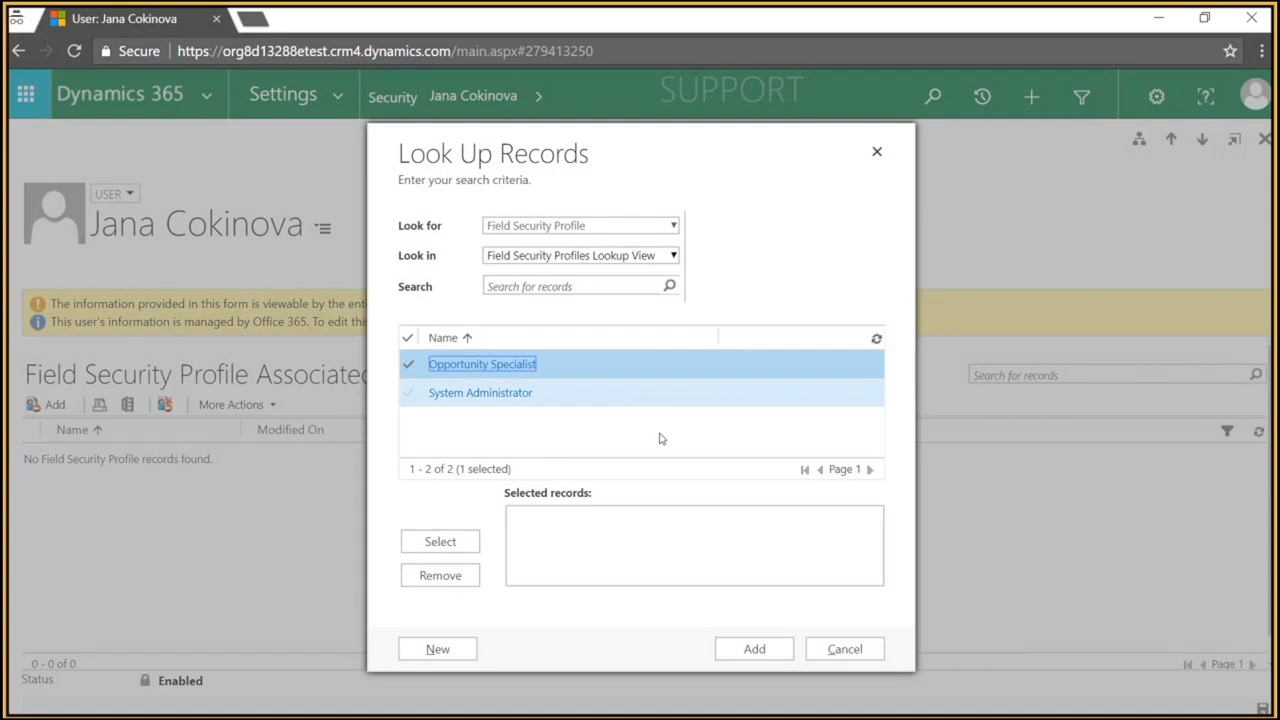 User: Jana Cokinova
Secure | https://org8d13288etest.crm4.dynamics.com/main.aspx#279413250
Dynamics 365 Settings Security Jana Cokinova SUPPORT
Look Up Records
Enter your search criteria.
USER
Jana Cokinova
Look for Field Security Profile
Look in Field Security Profiles Lookup View
Search Search for records
The information provided in this form is viewable by the
This user's information is managed by Office 365. To edit this
Name
Opportunity Specialist
System Administrator
1 - 2 of 2 (1 selected) Page 1
Selected records:
Select
Remove
New Add Cancel
Field Security Profile Associated
Search for records
Add More Actions
Name Modified On
No Field Security Profile records found.
0 - 0 of 0 Page 1
Status Enabled